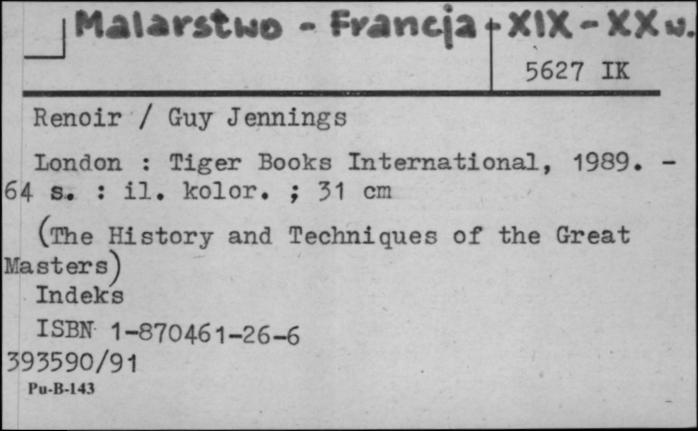 Malarstwo - Francja - XIX - XX w.
5627 IK
Renoir / Guy Jennings
London : Tiger Books International, 1989. -
64 s. : il. kolor. ; 31 cm
(The History and Techniques of the Great
Masters)
Indeks
ISBN 1-870461-26-6
393590/91
Pu-B-143